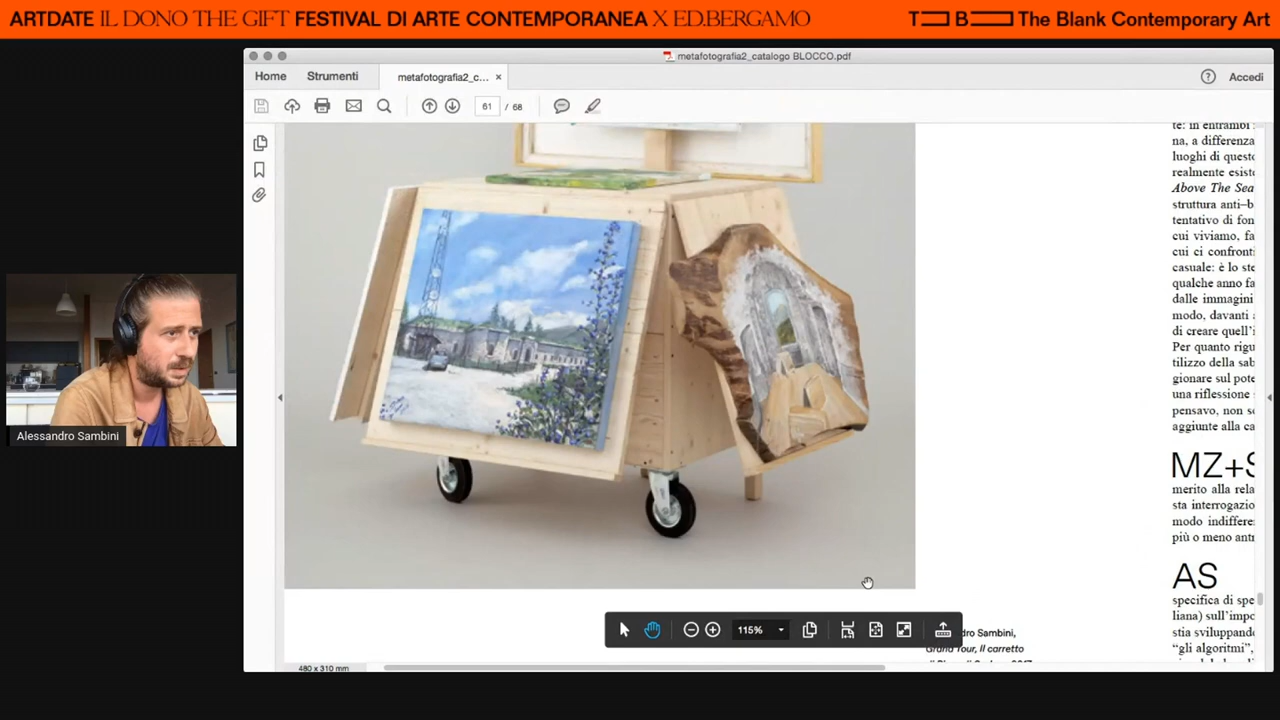 ARTDATE IL DONO THE GIFT FESTIVAL DI ARTE CONTEMPORANEA X ED.BERGAMO
The Blank Contemporary Art
metafotografia2_catalogo BLOCCO.pdf
Home
Strumenti
metafotografia2_c...
Accedi
61 / 68
te: in entrambi
na, a differenza
luoghi di questo
realmente esist
Above The Sea
struttura anti–b
tentativo di fon
cui viviamo, fa
cui ci confronti
casuale: è lo ste
qualche anno fa
dalle immagini
modo, davanti
di creare quell'i
Per quanto rigu
tilizzo della sab
gionare sul pote
una riflessione
pensavo, non s
aggiunte alla ca
MZ+S
merito alla rela
sta interrogazio
modo indiffere
più o meno antr
AS
specifica di spe
liana) sull'impo
stia sviluppando
“gli algoritmi”,
Alessandro Sambini
115%
dro Sambini,
Grand Tour, Il carretto
480 x 310 mm